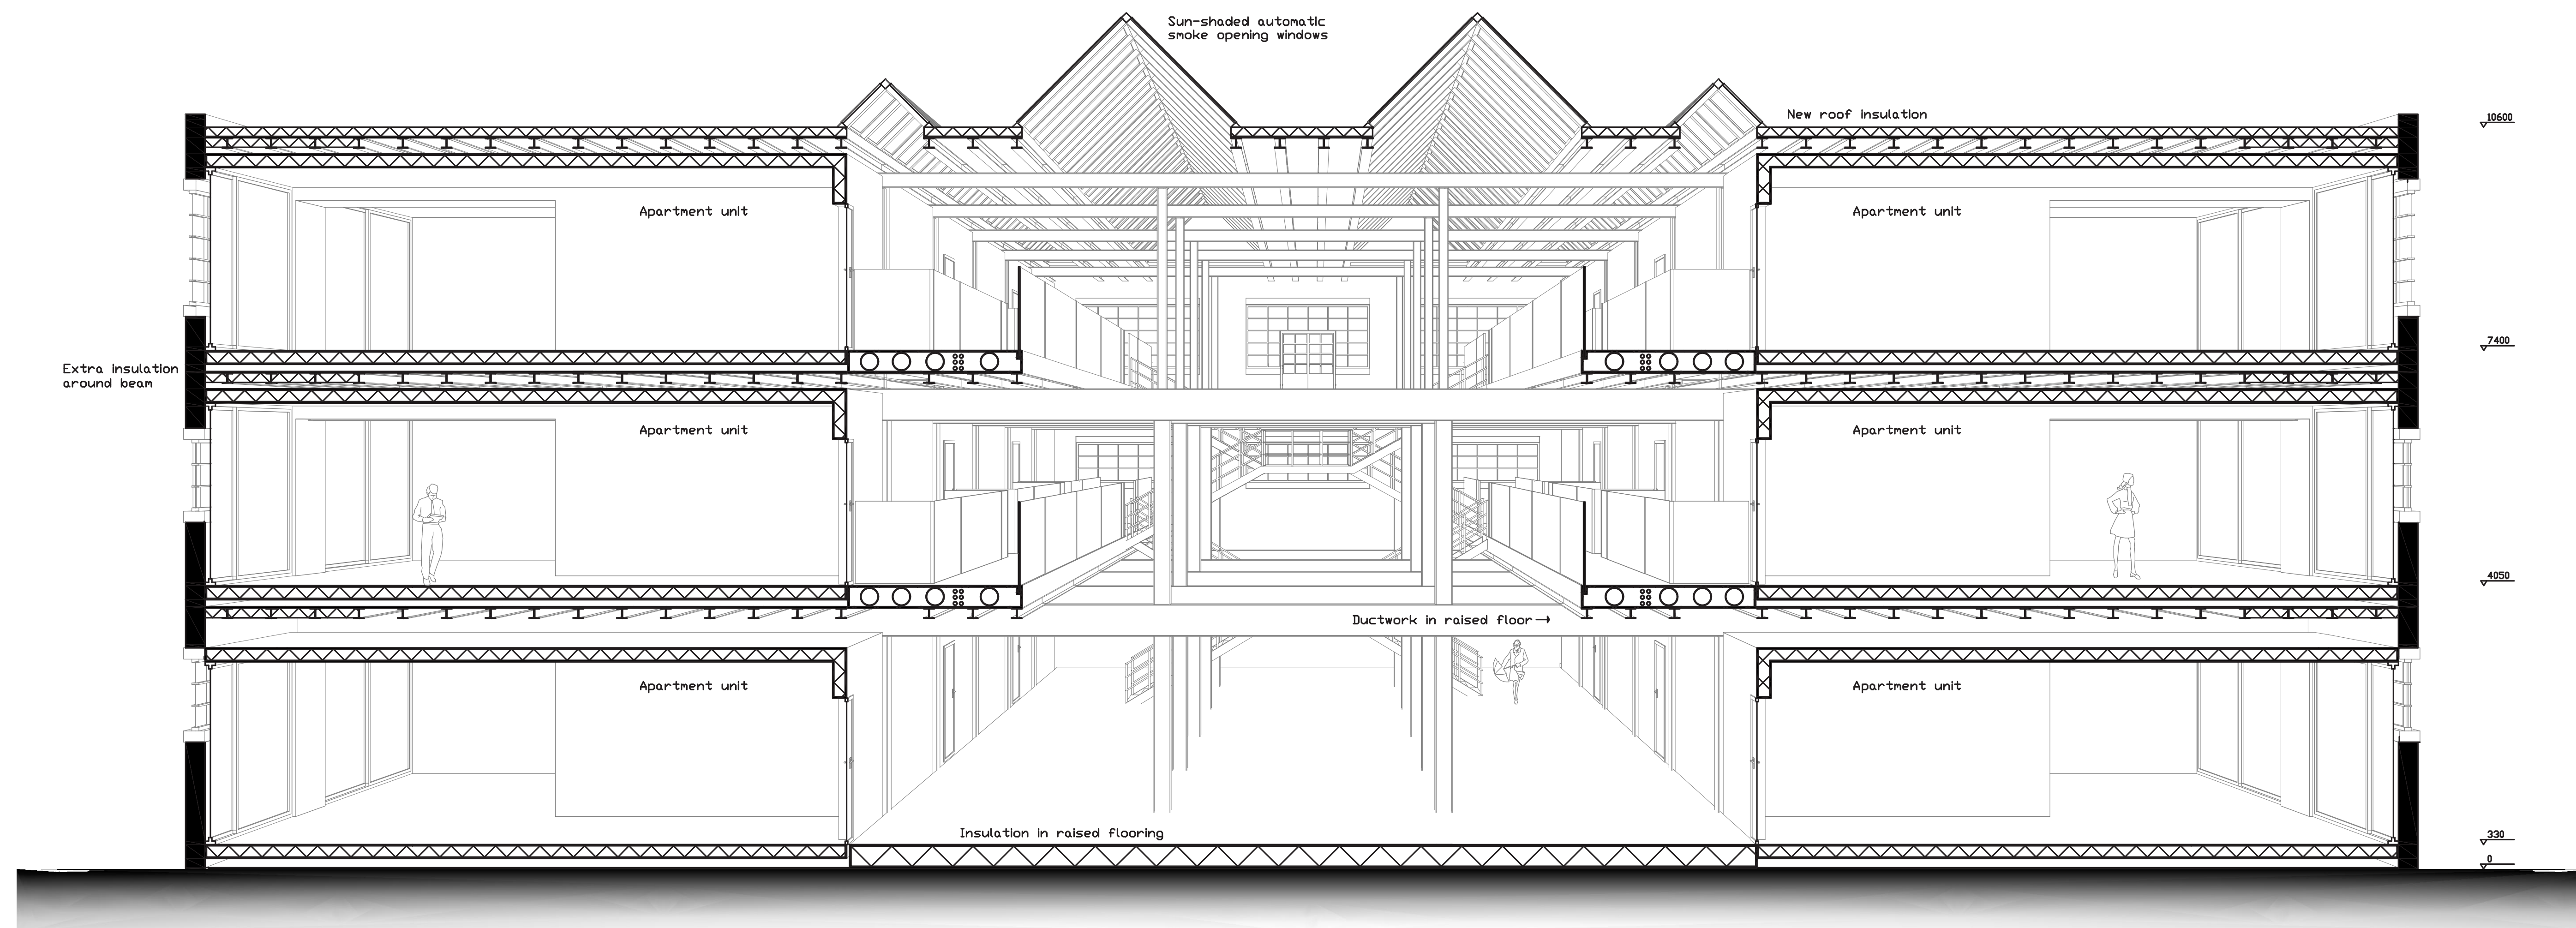 Sun-shaded automatic
smoke opening windows
New roof insulation
10600
Apartment unit
Apartment unit
7400
Extra insulation
around beam
Apartment unit
Apartment unit
4050
Ductwork in raised floor
Apartment unit
Apartment unit
Insulation in raised flooring
330
0